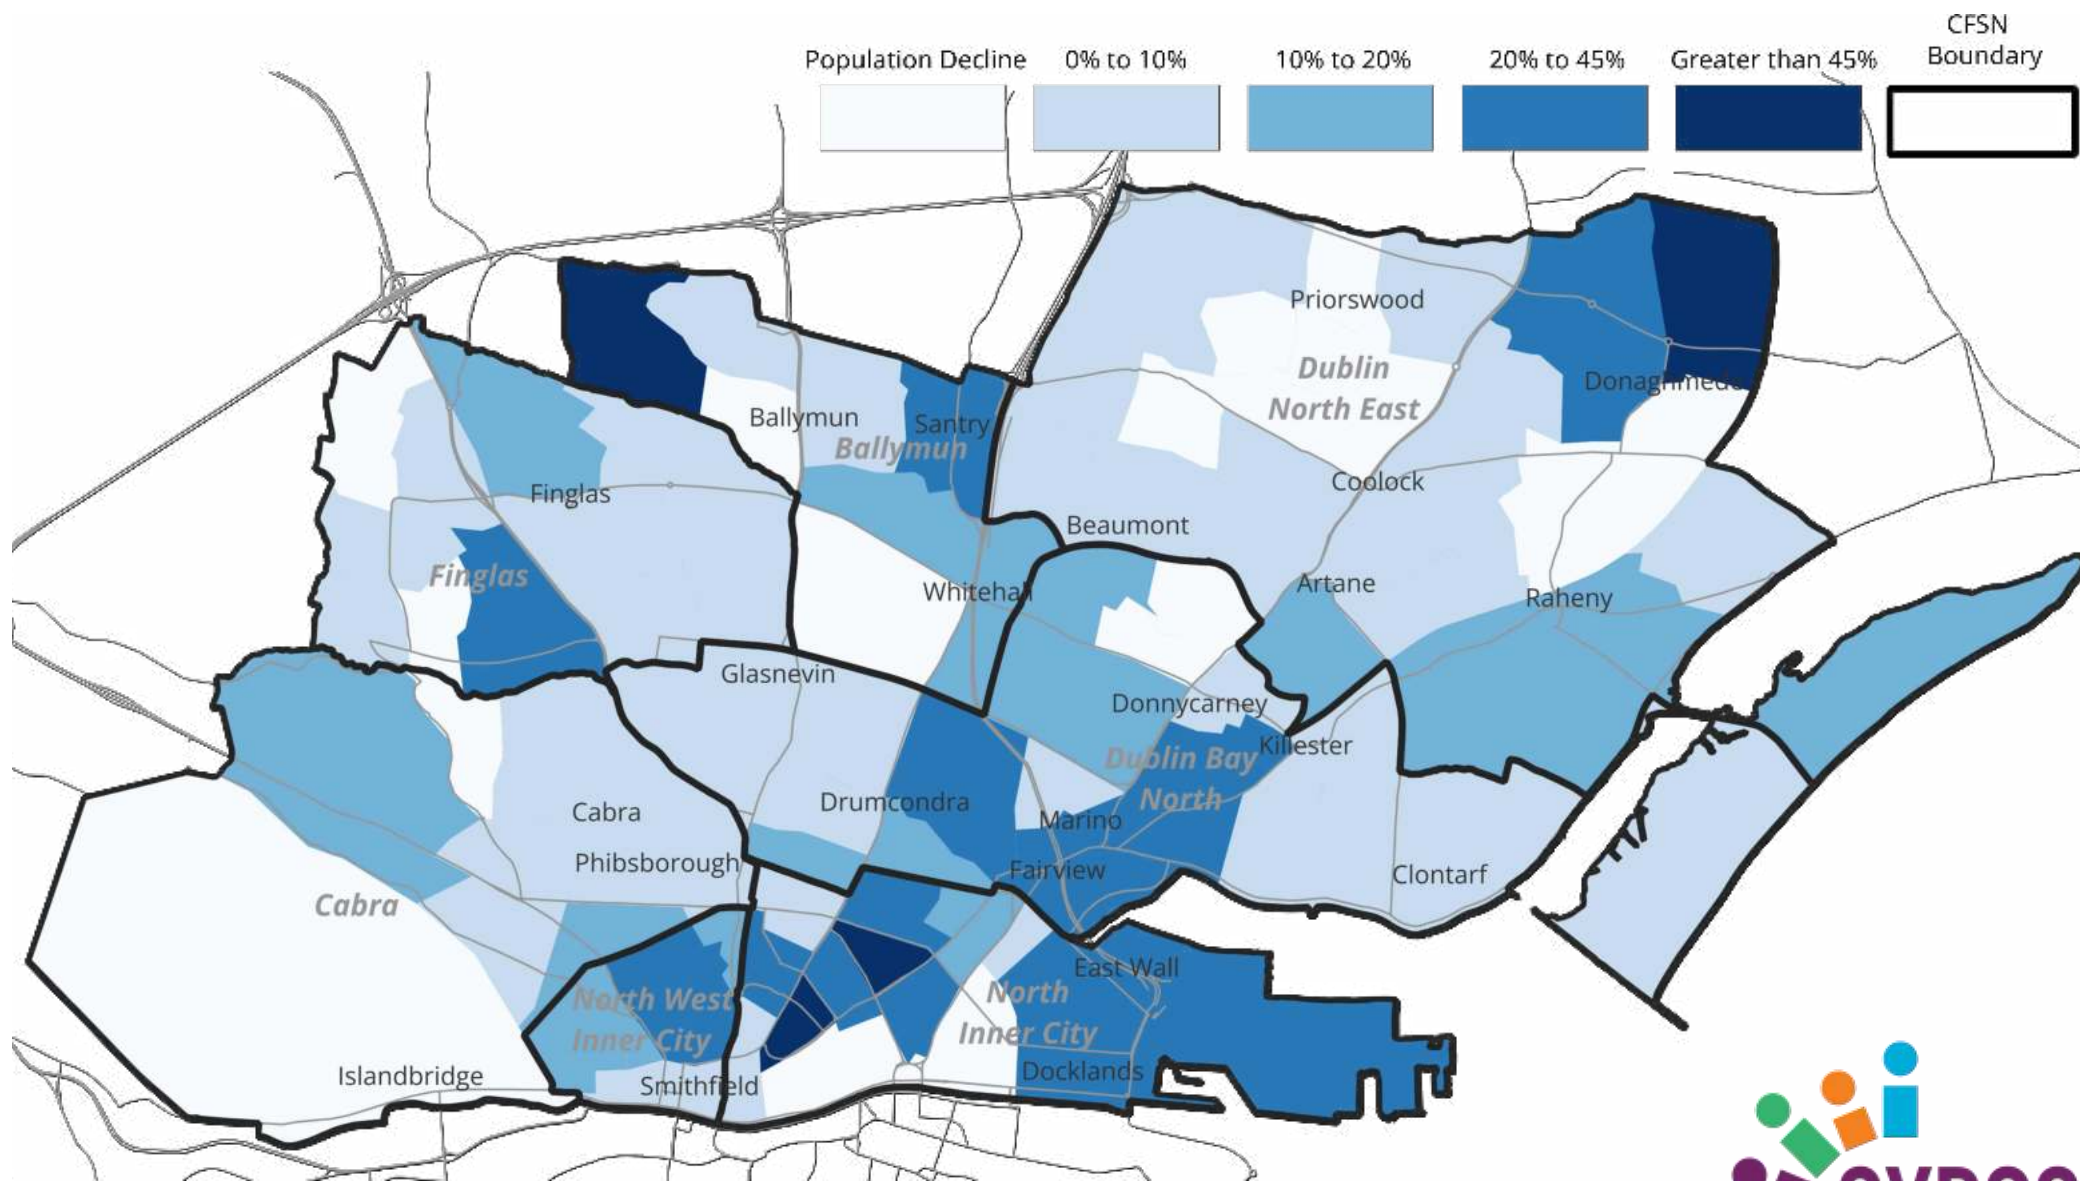 CFSN
Boundary
Population Decline
0% to 10%
10% to 20%
20% to 45%
Greater than 45%
Priorswood
Dublin
North East
Donaghmede
Ballymun
Santry
Ballymun
Coolock
Finglas
Beaumont
Finglas
Whitehall
Artane
Raheny
Glasnevin
Donnycarney
Killester
Dublin Bay
North
Cabra
Drumcondra
Marino
Phibsborough
Fairview
Clontarf
Cabra
East Wall
North West
Inner City
North
Inner City
Islandbridge
Smithfield
Docklands